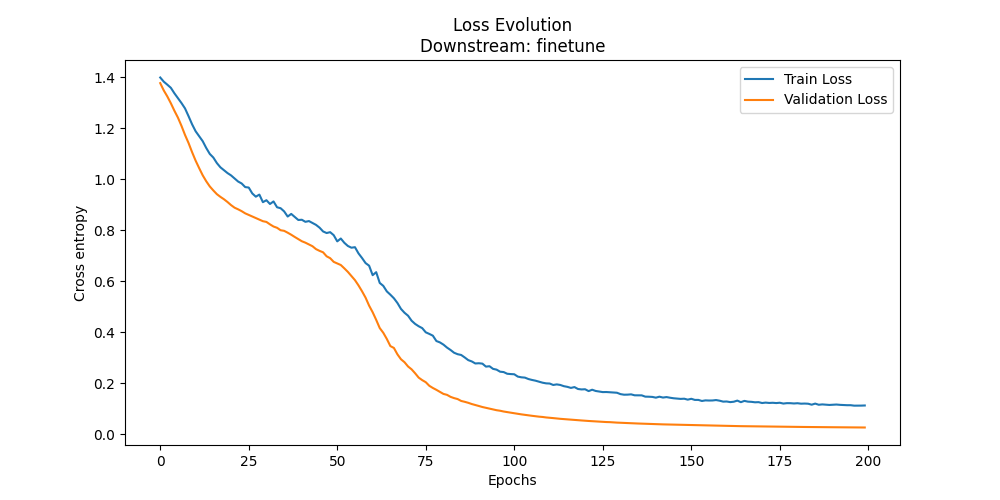 Loss Evolution
Downstream: finetune
Train Loss
Validation Loss
Cross entropy
1.4
1.2
1.0
0.8
0.6
0.4
0.2
0.0
0 25 50 75 100 125 150 175 200
Epochs